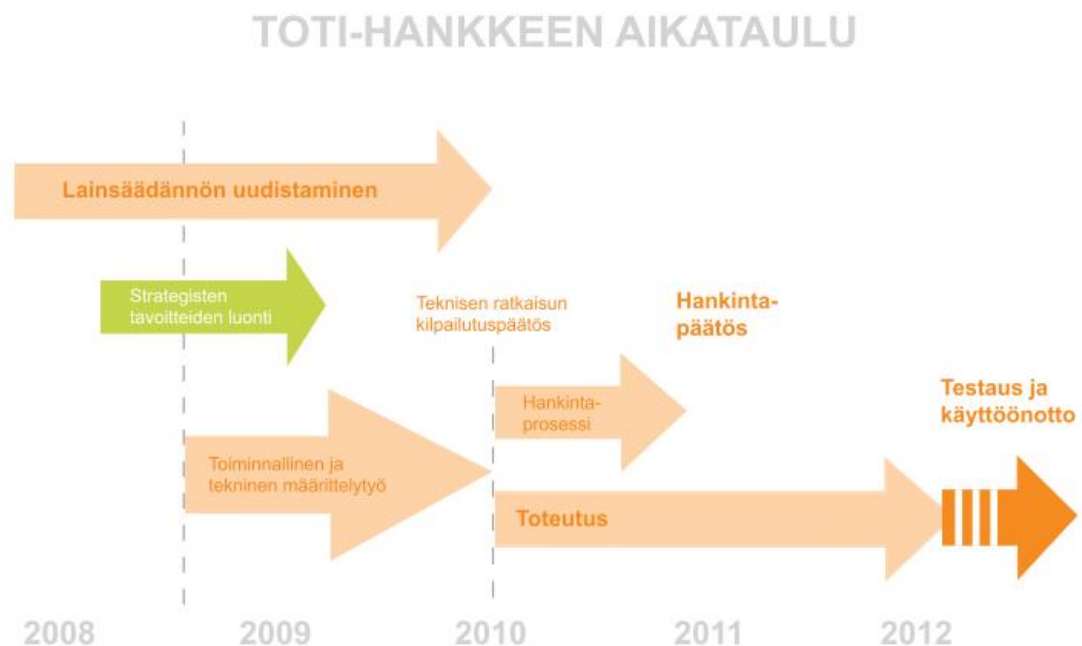 TOTI-HANKKEEN AIKATAULU
Lainsäädännön uudistaminen
Strategisten
tavoitteiden luonti
Teknisen ratkaisun
kilpailutuspäätös
Hankinta-
päätös
Hankinta-
prosessi
Testaus ja
käyttöönotto
Toiminnallinen ja
tekninen määrittelytyö
Toteutus
2008 2009 2010 2011 2012